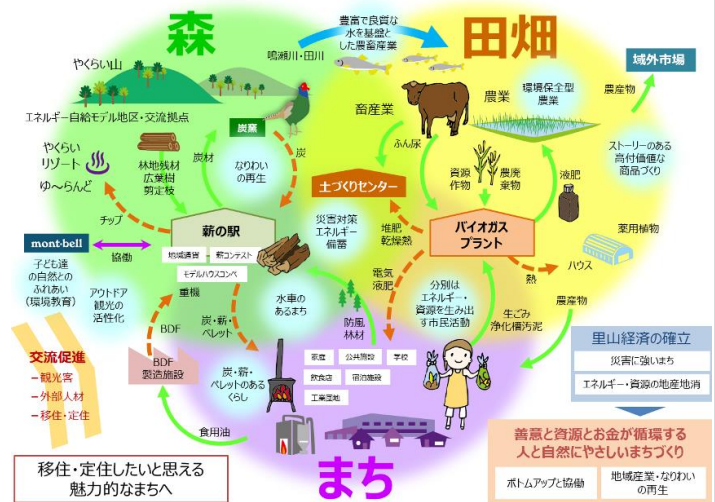 森
田畑
まち
鳴瀬川・田川
豊富で良質な
水を基盤と
した農畜産業
域外市場
やくらい山
エネルギー自給モデル地区・交流拠点
畜産業
農業
環境保全型
農業
農産物
ストーリーのある
高付価値な
商品づくり
炭窯
やくらい
リゾート
ゆ〜らんど
林地残材
広葉樹
剪定枝
炭材
なりわい
の再生
炭
ふん尿
資源
作物
農廃
棄物
液肥
土づくりセンター
チップ
薪の駅
災害対策
エネルギー
備蓄
堆肥
乾燥熱
バイオガス
プラント
薬用植物
mont-bell
協働
地域通貨
薪コンテスト
モデルハウスコンペ
熱
ハウス
子ども達
の自然との
ふれあい
（環境教育）
アウトドア
観光の
活性化
重機
水車の
あるまち
電気
液肥
分別は
エネルギー・
資源を生み出
す市民活動
生ごみ
浄化槽汚泥
農産物
BDF
炭・薪・
ペレット
防風
林材
里山経済の確立
災害に強いまち
エネルギー・資源の地産地消
交流促進
− 観光客
− 外部人材
− 移住・定住
BDF
製造施設
炭・薪・
ペレットのある
くらし
家庭
公共施設
学校
飲食店
宿泊施設
工業団地
食用油
善意と資源とお金が循環する
人と自然にやさしいまちづくり
ボトムアップと協働
地域産業・なりわい
の再生
移住・定住したいと思える
魅力的なまちへ